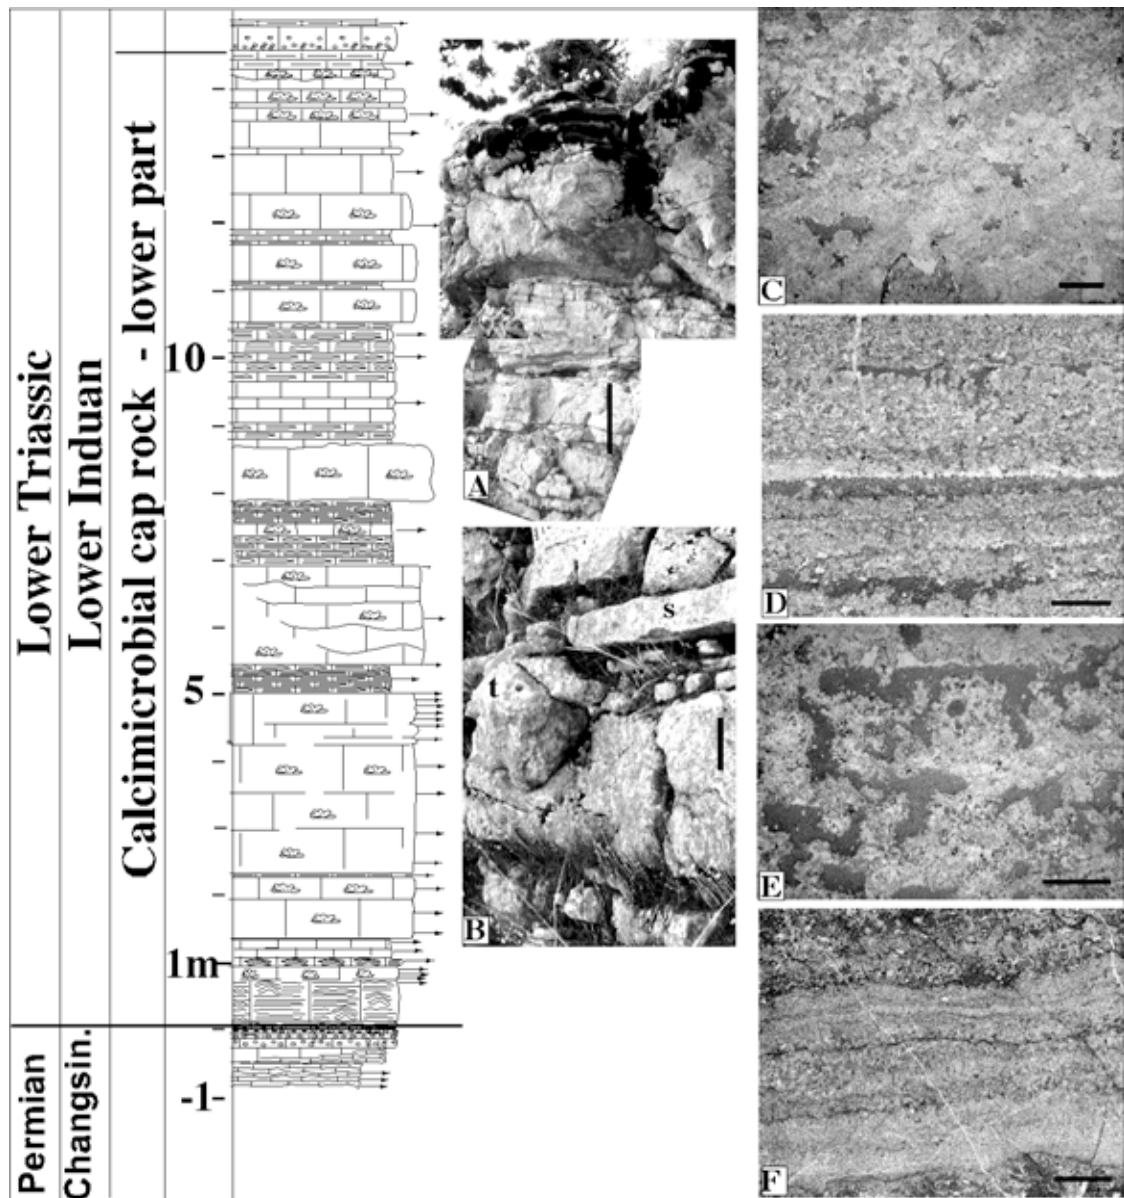 Lower Triassic
Lower Induan
Calcimicrobial cap rock - lower part
10
5
1m
-1
Permian
Changsin.
A
B
s
t
C
D
E
F